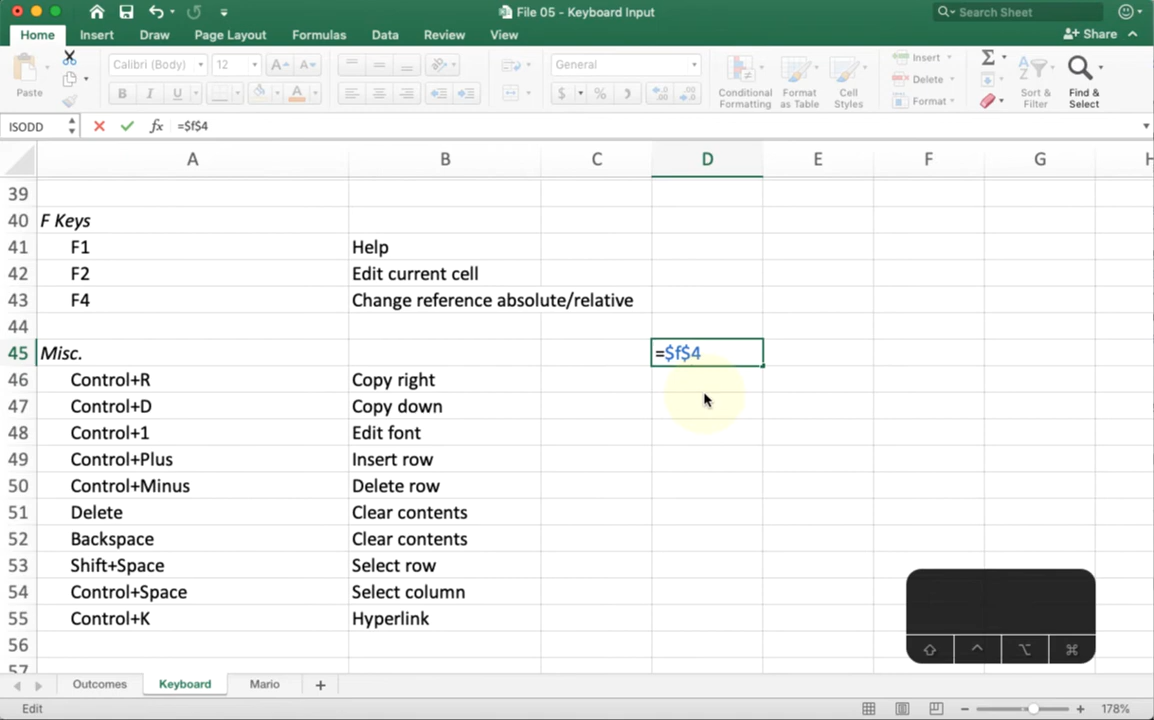 File 05 - Keyboard Input
Search Sheet
Home Insert Draw Page Layout Formulas Data Review View
Share
Paste
Calibri (Body) 12
B I U A
A A
General
$ %
Conditional Formatting
Format as Table
Cell Styles
Insert
Delete
Format
Sort & Filter
Find & Select
ISODD fx =$f$4
A B C D E F G H
39
40 F Keys
41 F1 Help
42 F2 Edit current cell
43 F4 Change reference absolute/relative
44
45 Misc. =$f$4
46 Control+R Copy right
47 Control+D Copy down
48 Control+1 Edit font
49 Control+Plus Insert row
50 Control+Minus Delete row
51 Delete Clear contents
52 Backspace Clear contents
53 Shift+Space Select row
54 Control+Space Select column
55 Control+K Hyperlink
56
57
Outcomes Keyboard Mario +
Edit
178%